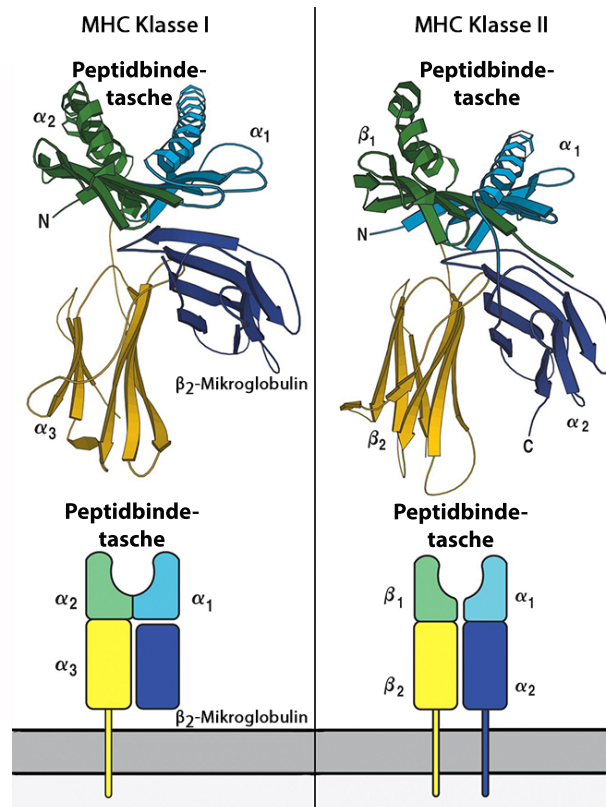 MHC Klasse I
Peptidbinde-
tasche
α2
α1
N
β2-Mikroglobulin
α3
Peptidbinde-
tasche
α2
α1
α3
β2-Mikroglobulin
MHC Klasse II
Peptidbinde-
tasche
β1
α1
N
β2
α2
C
Peptidbinde-
tasche
β1
α1
β2
α2